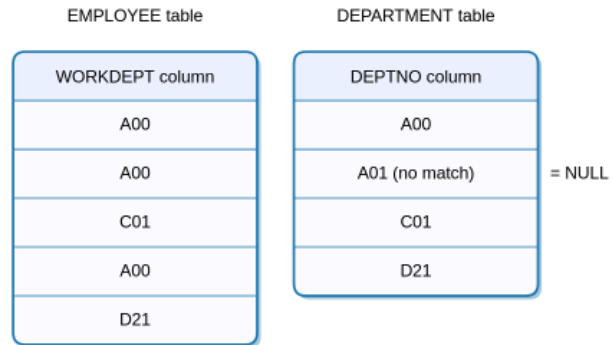 EMPLOYEE table
DEPARTMENT table
WORKDEPT column
DEPTNO column
A00
A00
A00
A01 (no match)
= NULL
C01
C01
A00
D21
D21